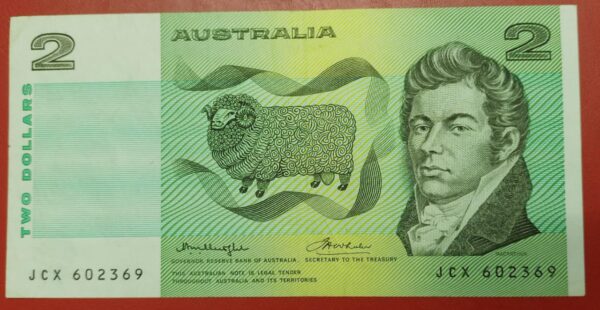 2
AUSTRALIA
2
TWO DOLLARS
GOVERNOR, RESERVE BANK OF AUSTRALIA. SECRETARY TO THE TREASURY
THIS AUSTRALIAN NOTE IS LEGAL TENDER
THROUGHOUT AUSTRALIA AND ITS TERRITORIES
MACARTHUR
JCX 602369
JCX 602369